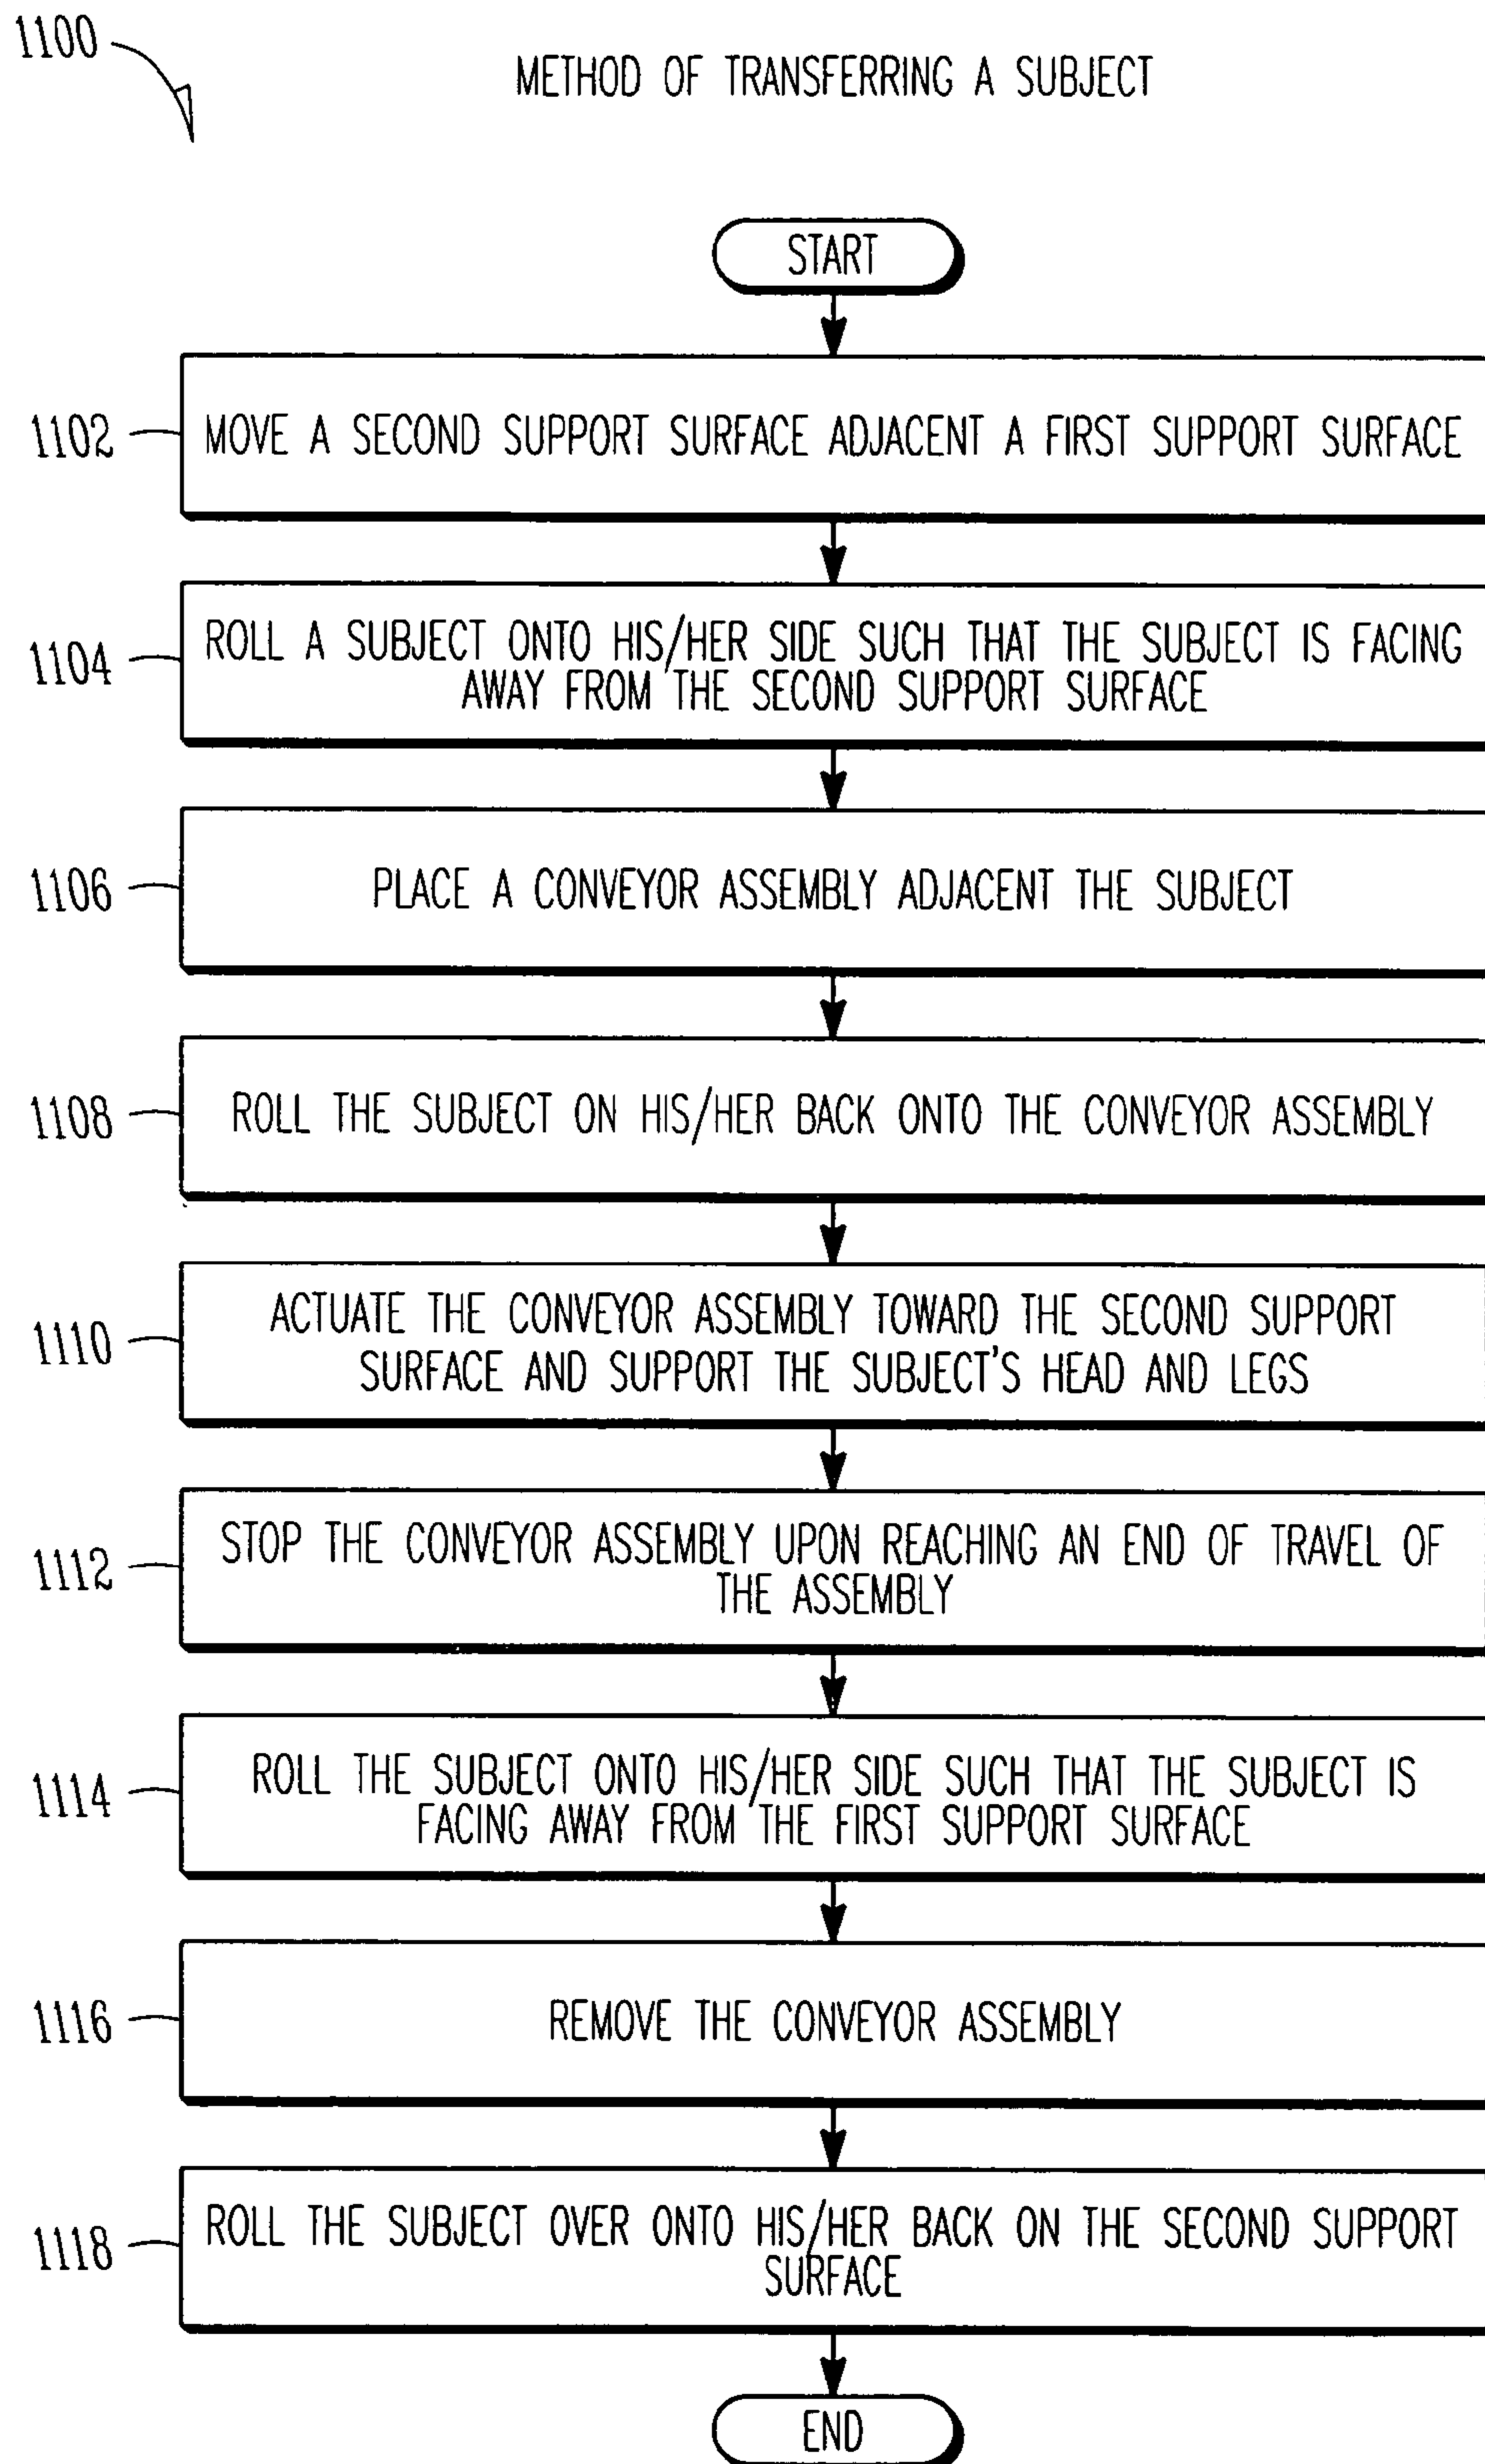 1100
METHOD OF TRANSFERRING A SUBJECT
START
1102
MOVE A SECOND SUPPORT SURFACE ADJACENT A FIRST SUPPORT SURFACE
1104
ROLL A SUBJECT ONTO HIS/HER SIDE SUCH THAT THE SUBJECT IS FACING
AWAY FROM THE SECOND SUPPORT SURFACE
1106
PLACE A CONVEYOR ASSEMBLY ADJACENT THE SUBJECT
1108
ROLL THE SUBJECT ON HIS/HER BACK ONTO THE CONVEYOR ASSEMBLY
1110
ACTUATE THE CONVEYOR ASSEMBLY TOWARD THE SECOND SUPPORT
SURFACE AND SUPPORT THE SUBJECT'S HEAD AND LEGS
1112
STOP THE CONVEYOR ASSEMBLY UPON REACHING AN END OF TRAVEL OF
THE ASSEMBLY
1114
ROLL THE SUBJECT ONTO HIS/HER SIDE SUCH THAT THE SUBJECT IS
FACING AWAY FROM THE FIRST SUPPORT SURFACE
1116
REMOVE THE CONVEYOR ASSEMBLY
1118
ROLL THE SUBJECT OVER ONTO HIS/HER BACK ON THE SECOND SUPPORT
SURFACE
END